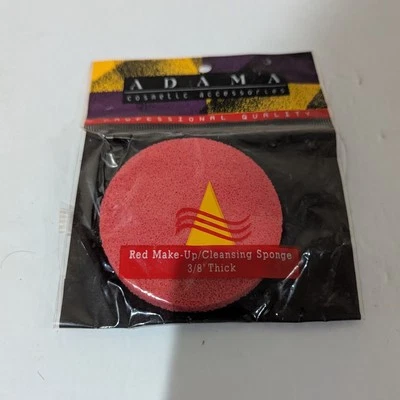 ADAMA
cosmetic accessories
PROFESSIONAL QUALITY
Red Make-Up/Cleansing Sponge
3/8" Thick